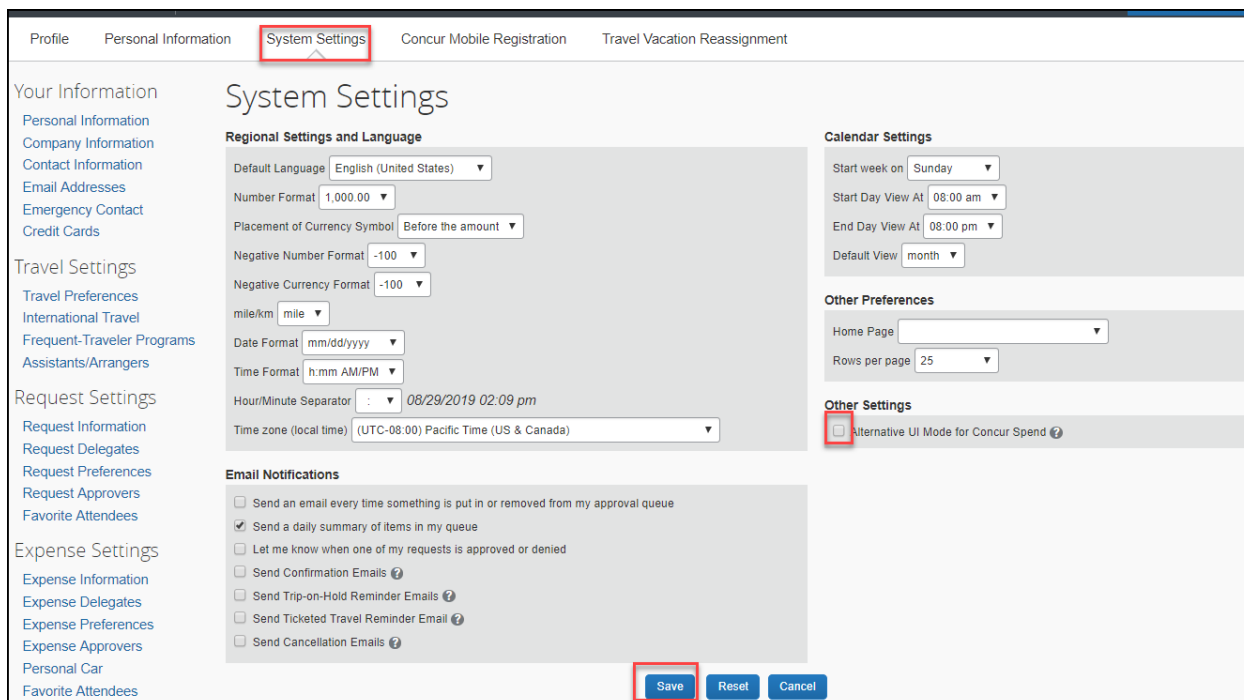 Profile Personal Information System Settings Concur Mobile Registration Travel Vacation Reassignment
Your Information
Personal Information
Company Information
Contact Information
Email Addresses
Emergency Contact
Credit Cards
Travel Settings
Travel Preferences
International Travel
Frequent-Traveler Programs
Assistants/Arrangers
Request Settings
Request Information
Request Delegates
Request Preferences
Request Approvers
Favorite Attendees
Expense Settings
Expense Information
Expense Delegates
Expense Preferences
Expense Approvers
Personal Car
Favorite Attendees
System Settings
Regional Settings and Language
Default Language English (United States)
Number Format 1,000.00
Placement of Currency Symbol Before the amount
Negative Number Format -100
Negative Currency Format -100
mile/km mile
Date Format mm/dd/yyyy
Time Format h:mm AM/PM
Hour/Minute Separator : 08/29/2019 02:09 pm
Time zone (local time) (UTC-08:00) Pacific Time (US & Canada)
Email Notifications
Send an email every time something is put in or removed from my approval queue
Send a daily summary of items in my queue
Let me know when one of my requests is approved or denied
Send Confirmation Emails ?
Send Trip-on-Hold Reminder Emails ?
Send Ticketed Travel Reminder Email ?
Send Cancellation Emails ?
Calendar Settings
Start week on Sunday
Start Day View At 08:00 am
End Day View At 08:00 pm
Default View month
Other Preferences
Home Page
Rows per page 25
Other Settings
Alternative UI Mode for Concur Spend ?
Save Reset Cancel